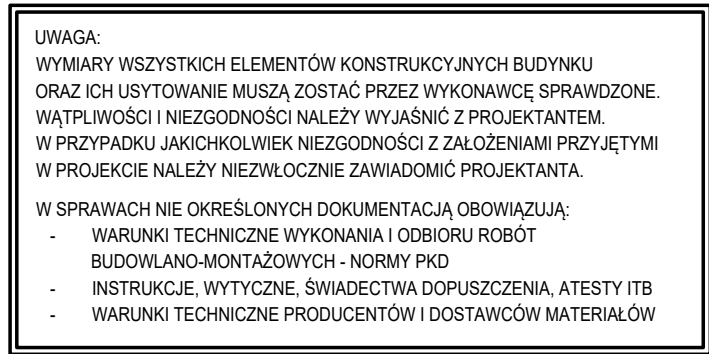 UWAGA:
WYMIARY WSZYSTKICH ELEMENTÓW KONSTRUKCYJNYCH BUDYNKU
ORAZ ICH USYTOWANIE MUSZĄ ZOSTAĆ PRZEZ WYKONAWCĘ SPRAWDZONE.
WĄTPLIWOŚCI I NIEZGODNOŚCI NALEŻY WYJAŚNIĆ Z PROJEKTANTEM.
W PRZYPADKU JAKICHKOLWIEK NIEZGODNOŚCI Z ZAŁOŻENIAMI PRZYJĘTYMI
W PROJEKCIE NALEŻY NIEZWŁOCZNIE ZAWIADOMIĆ PROJEKTANTA.
W SPRAWACH NIE OKREŚLONYCH DOKUMENTACJĄ OBOWIĄZUJĄ:
- WARUNKI TECHNICZNE WYKONANIA I ODBIORU ROBÓT
BUDOWLANO-MONTAŻOWYCH - NORMY PKD
- INSTRUKCJE, WYTYCZNE, ŚWIADECTWA DOPUSZCZENIA, ATESTY ITB
- WARUNKI TECHNICZNE PRODUCENTÓW I DOSTAWCÓW MATERIAŁÓW